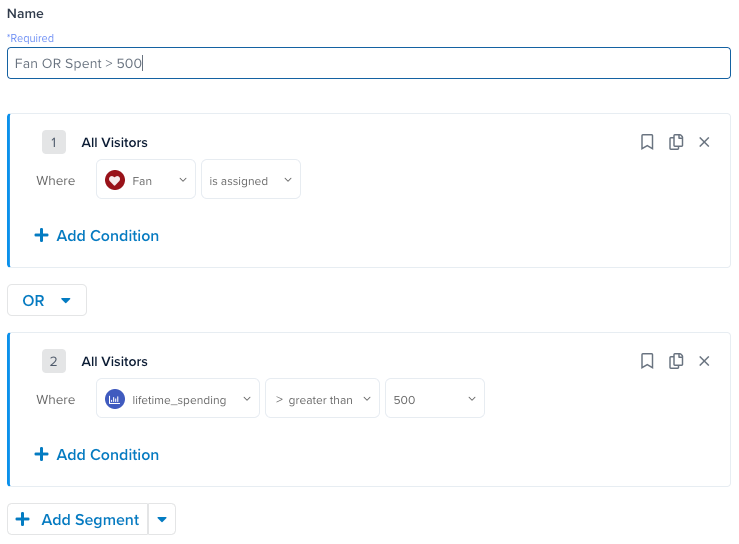 Name
*Required
Fan OR Spent > 500
1 All Visitors
Where Fan is assigned
+ Add Condition
OR
2 All Visitors
Where lifetime_spending > greater than 500
+ Add Condition
+ Add Segment